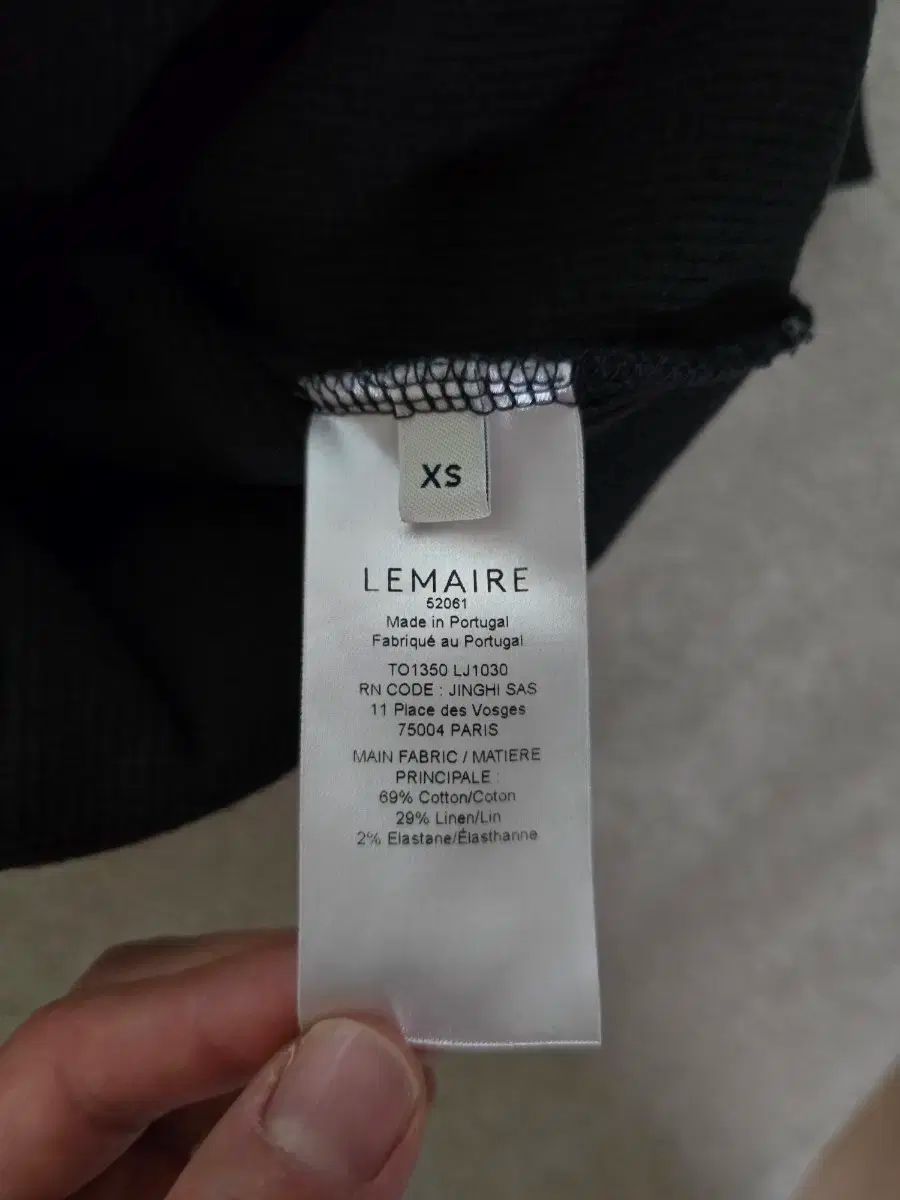 XS
LEMAIRE
52061
Made in Portugal
Fabriqué au Portugal
TO1350 LJ1030
RN CODE : JINGHI SAS
11 Place des Vosges
75004 PARIS
MAIN FABRIC / MATIERE
PRINCIPALE :
69% Cotton/Coton
29% Linen/Lin
2% Elastane/Élasthanne